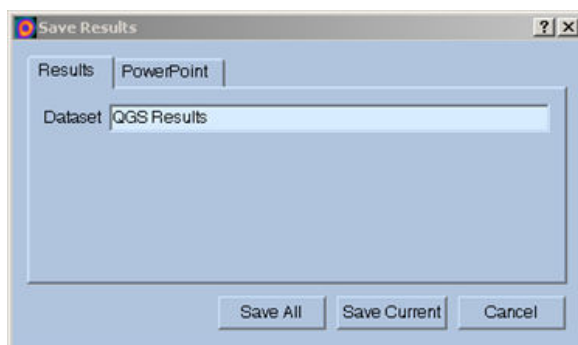 Save Results
Results PowerPoint
Dataset QGS Results
Save All Save Current Cancel